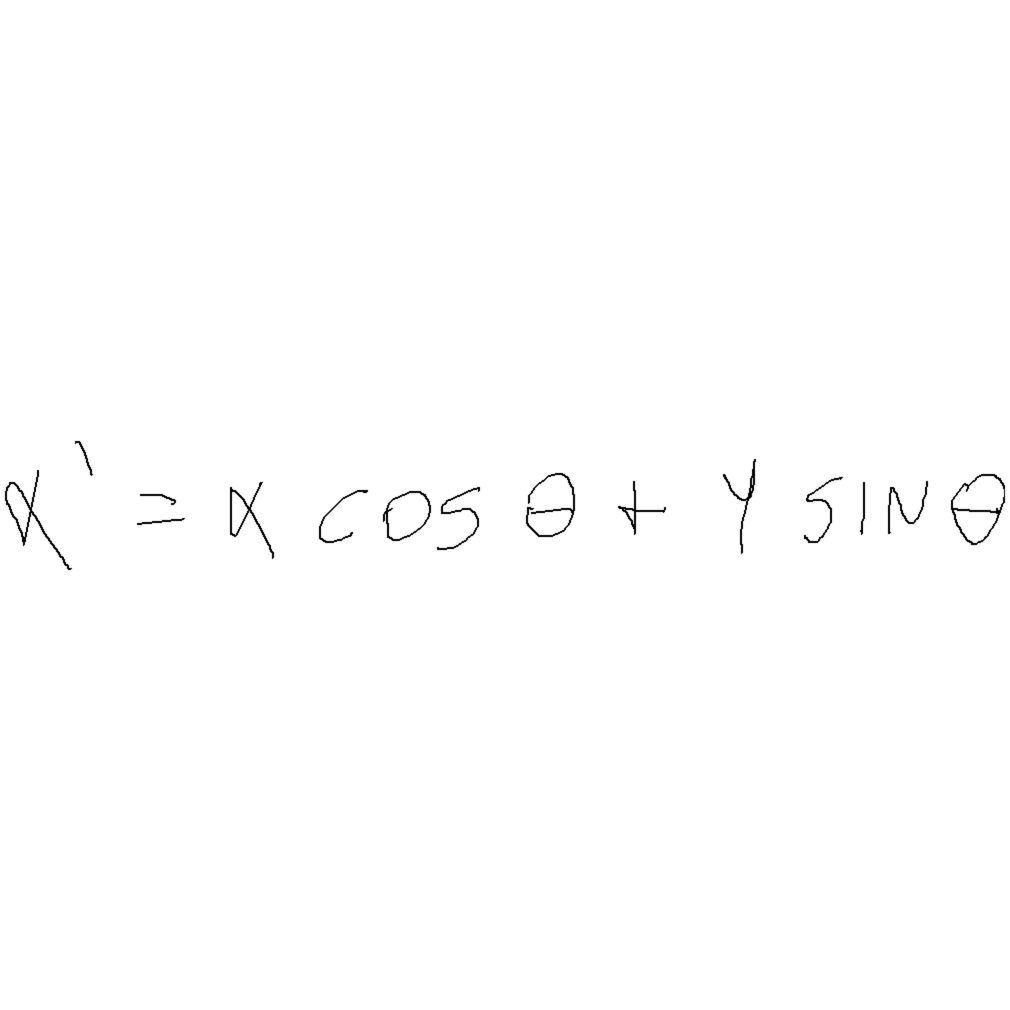 x' = x cos θ + y sin θ